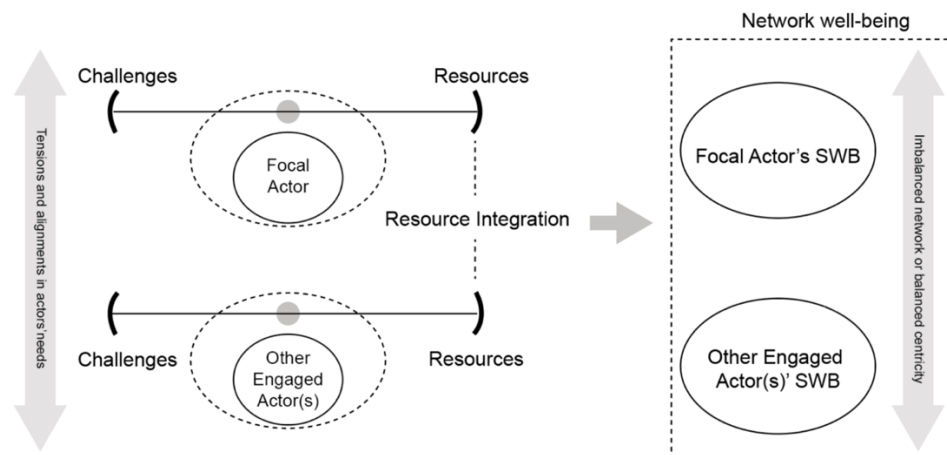 Network well-being
Challenges
Resources
Tensions and alignments in actors'needs
Focal
Actor
Resource Integration
Focal Actor's SWB
Imbalanced network or balanced centricity
Challenges
Other
Engaged
Actor(s)
Resources
Other Engaged
Actor(s)' SWB